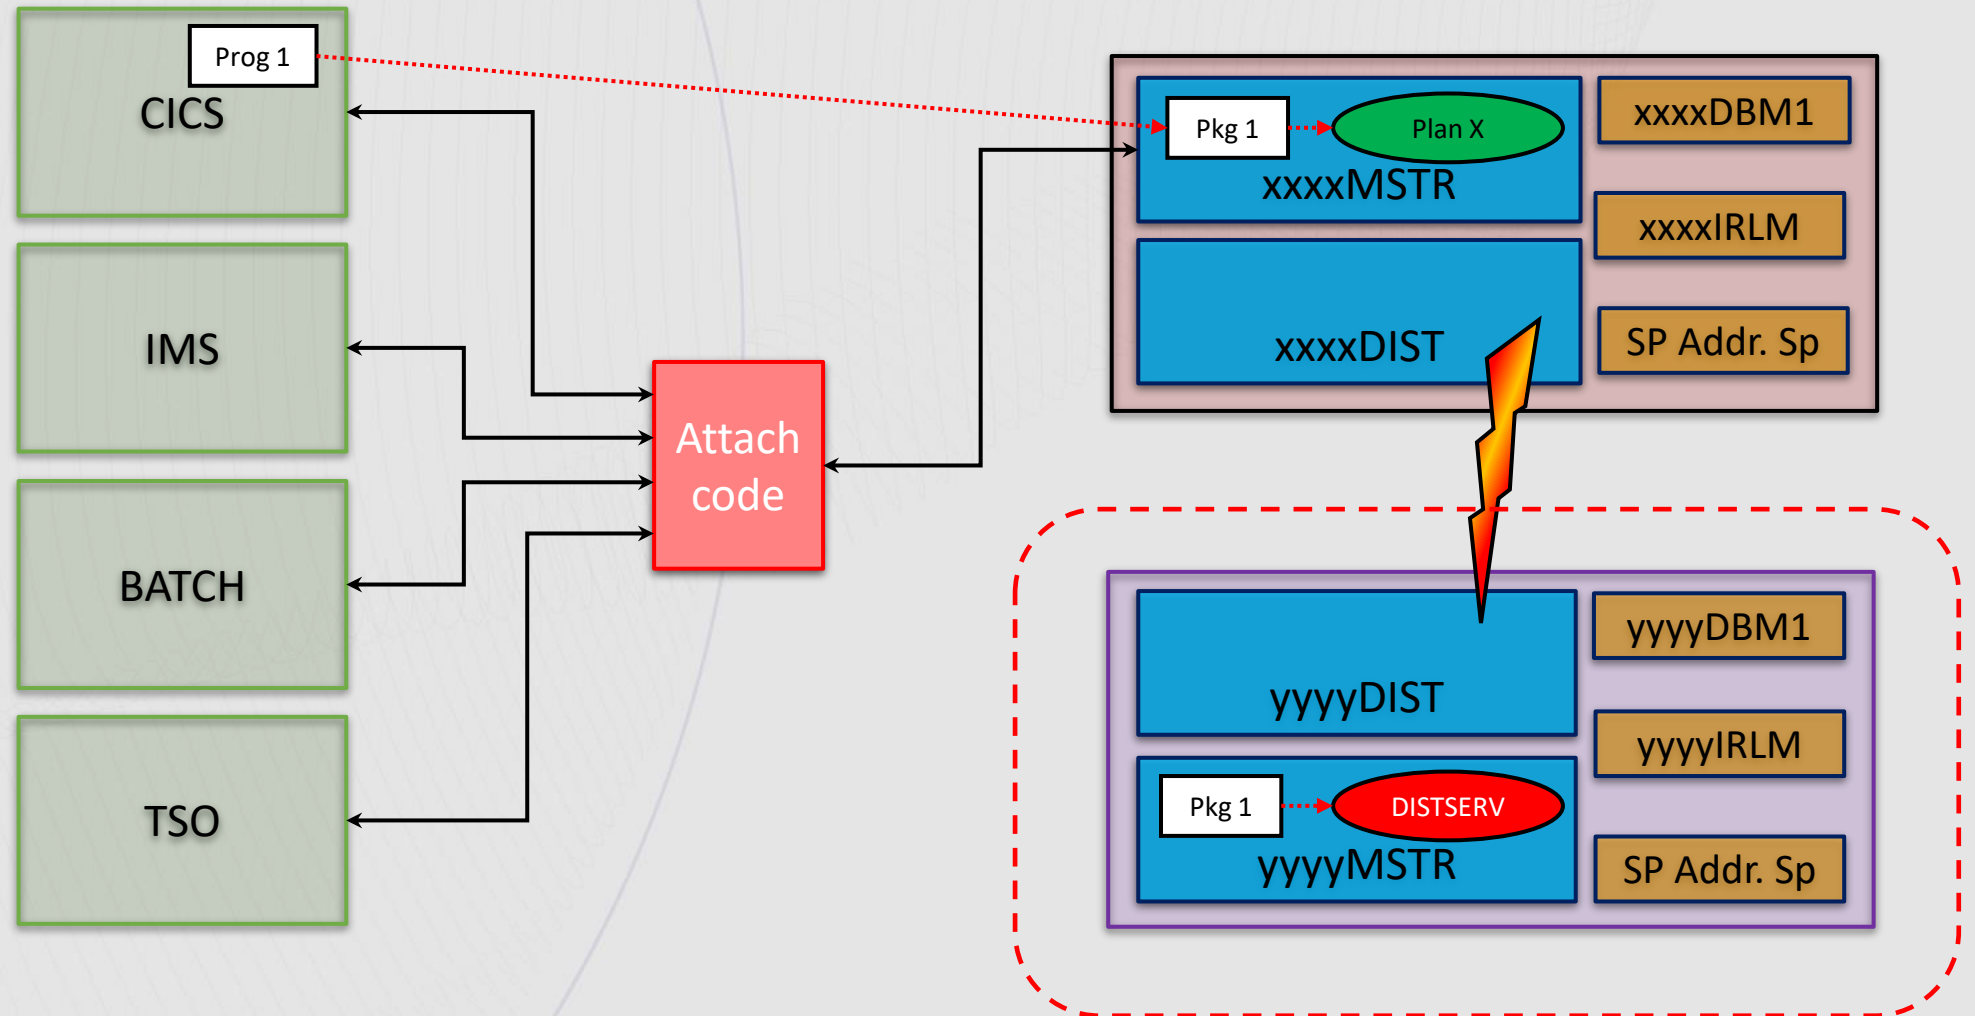 Prog 1
CICS
IMS
BATCH
TSO
Attach
code
Pkg 1
Plan X
xxxxMSTR
xxxxDIST
xxxxDBM1
xxxxIRLM
SP Addr. Sp
yyyyDIST
Pkg 1
DISTSERV
yyyyMSTR
yyyyDBM1
yyyyIRLM
SP Addr. Sp